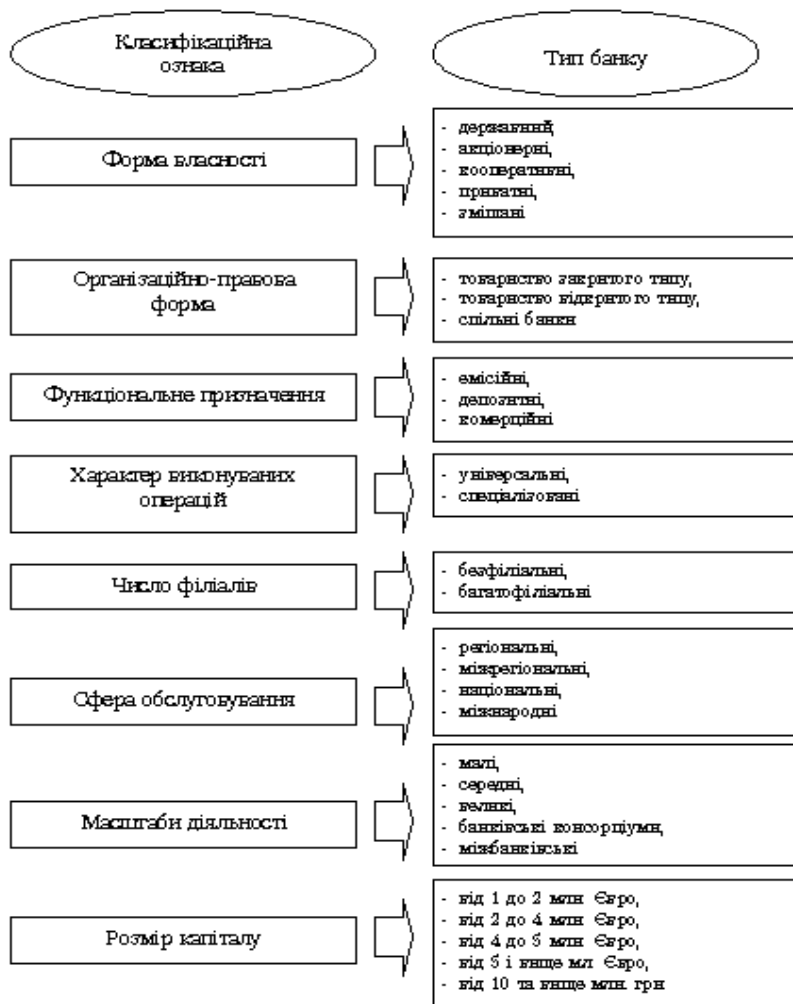 Класифікаційна
ознака
Тип банку
Форма власності
- державний,
- акціонерні,
- кооперативні,
- приватні,
- змішані
Організаційно-правова
форма
- товариство закритого типу,
- товариство відкритого типу,
- спільні банки
Функціональне призначення
- емісійні,
- депозитні,
- комерційні
Характер виконуваних
операцій
- універсальні,
- спеціалізовані
Число філіалів
- безфіліальні,
- багатофіліальні
Сфера обслуговування
- регіональні,
- міжрегіональні,
- національні,
- міжнародні
Масштаби діяльності
- малі,
- середні,
- великі,
- банківські консорціуми,
- міжбанківські
Розмір капіталу
- від 1 до 2 млн Євро,
- від 2 до 4 млн Євро,
- від 4 до 5 млн Євро,
- від 5 і вище мл Євро,
- від 10 та вище млн. грн